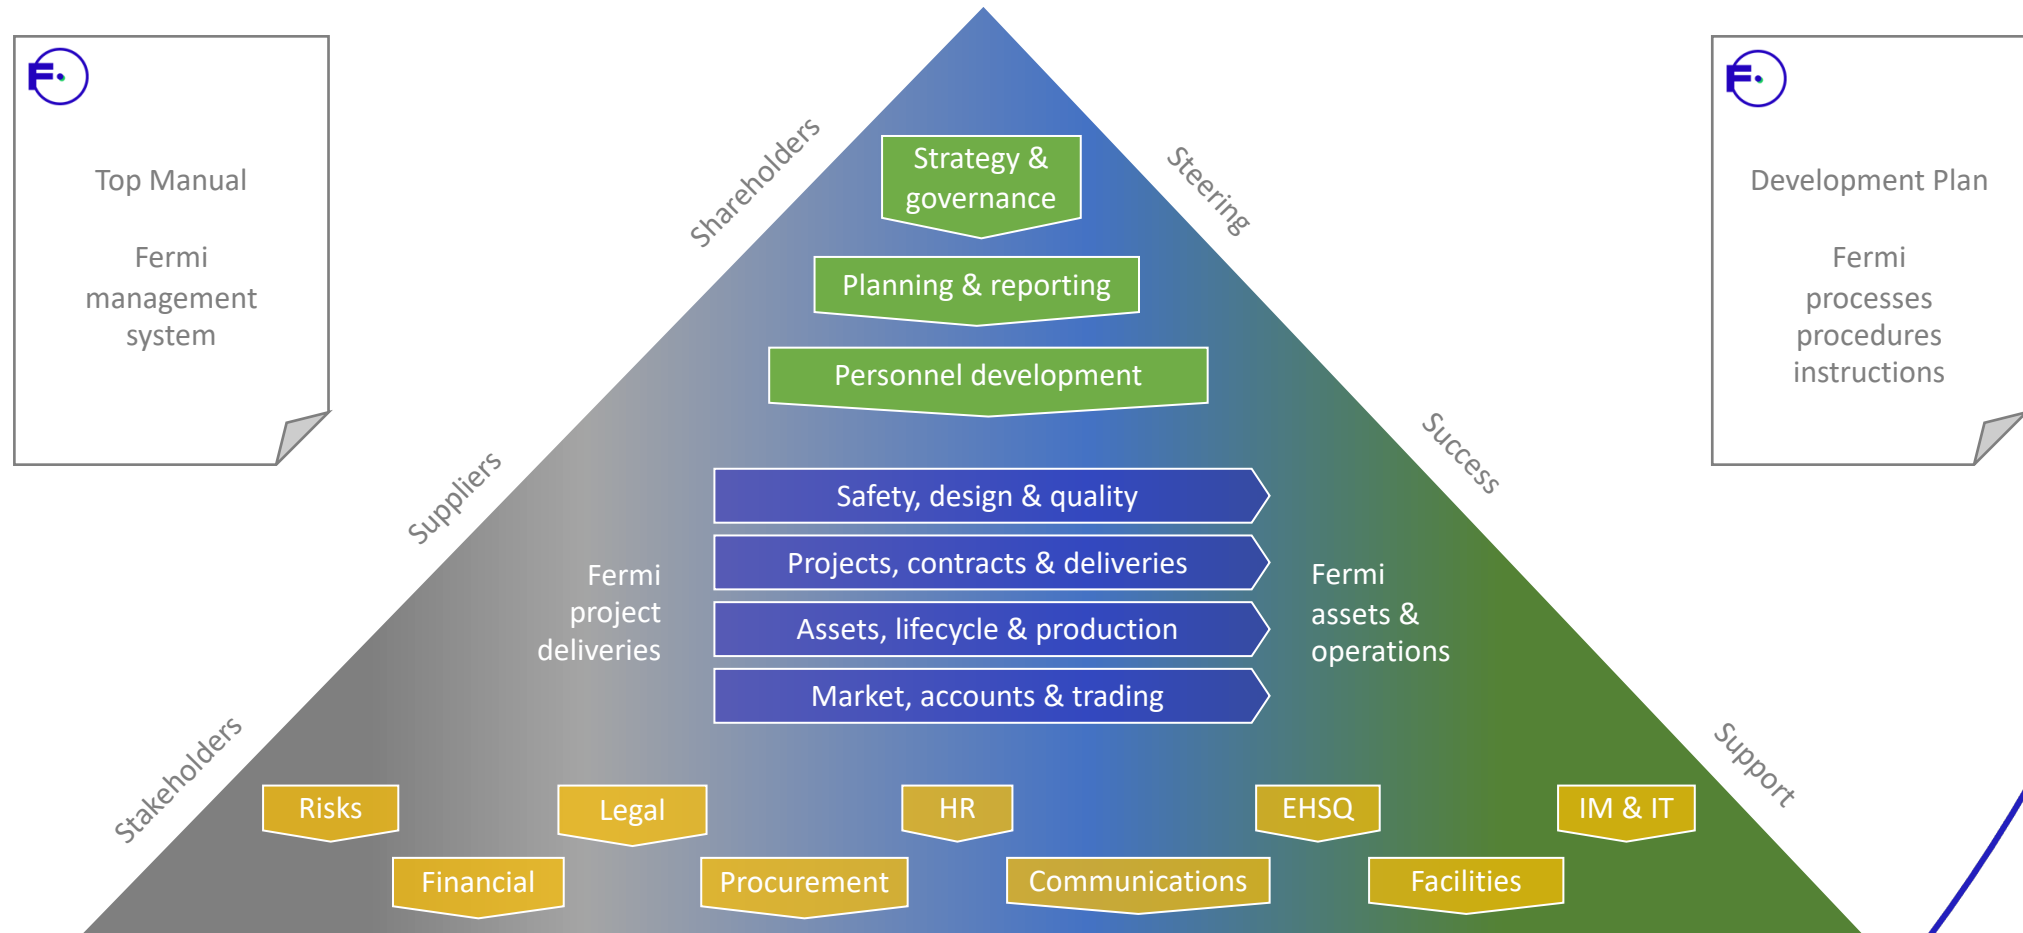 F
Top Manual
Fermi
management
system
F
Development Plan
Fermi
processes
procedures
instructions
Shareholders
Suppliers
Stakeholders
Steering
Success
Support
Strategy &
governance
Planning & reporting
Personnel development
Safety, design & quality
Projects, contracts & deliveries
Assets, lifecycle & production
Market, accounts & trading
Fermi
project
deliveries
Fermi
assets &
operations
Risks
Legal
HR
EHSQ
IM & IT
Financial
Procurement
Communications
Facilities